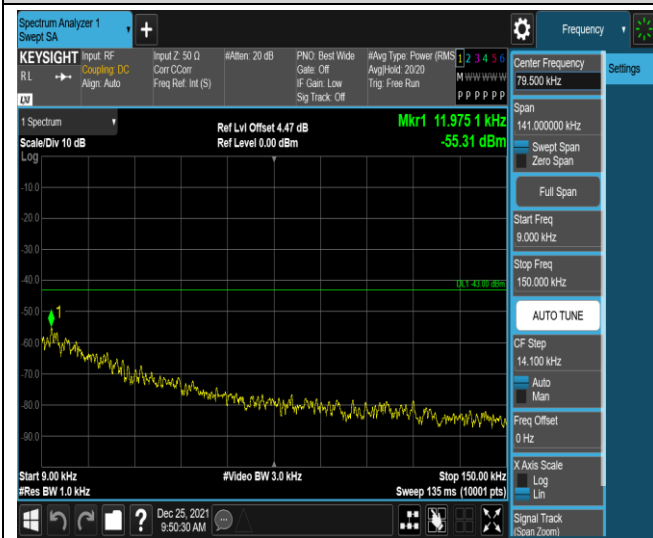 Spectrum Analyzer 1
Swept SA
+
Frequency
KEYSIGHT
RL
LXI
Input: RF
Coupling: DC
Align: Auto
Input Z: 50 Ω
Corr CCorr
Freq Ref: Int (S)
#Atten: 20 dB
PNO: Best Wide
Gate: Off
IF Gain: Low
Sig Track: Off
#Avg Type: Power (RMS
Avg|Hold: 20/20
Trig: Free Run
1 2 3 4 5 6
M W W W W W
P P P P P P
Settings
Center Frequency
79.500 kHz
Span
141.000000 kHz
Swept Span
Zero Span
Full Span
Start Freq
9.000 kHz
Stop Freq
150.000 kHz
AUTO TUNE
CF Step
14.100 kHz
Auto
Man
Freq Offset
0 Hz
X Axis Scale
Log
Lin
Signal Track
(Span Zoom)
1 Spectrum
Scale/Div 10 dB
Log
Ref Lvl Offset 4.47 dB
Ref Level 0.00 dBm
Mkr1 11.975 1 kHz
-55.31 dBm
-10.0
-20.0
-30.0
-40.0
DL1 -43.00 dBm
-50.0
1
-60.0
-70.0
-80.0
-90.0
Start 9.00 kHz
#Res BW 1.0 kHz
#Video BW 3.0 kHz
Stop 150.00 kHz
Sweep 135 ms (10001 pts)
?
Dec 25, 2021
9:50:30 AM